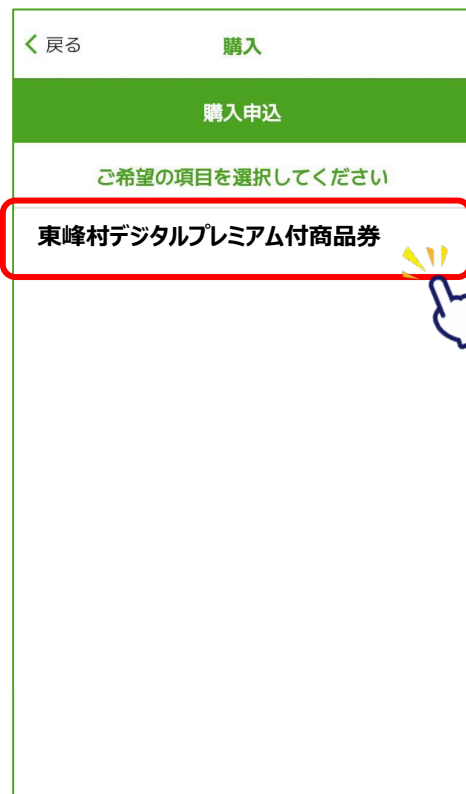 戻る 購入
購入申込
ご希望の項目を選択してください
東峰村デジタルプレミアム付商品券